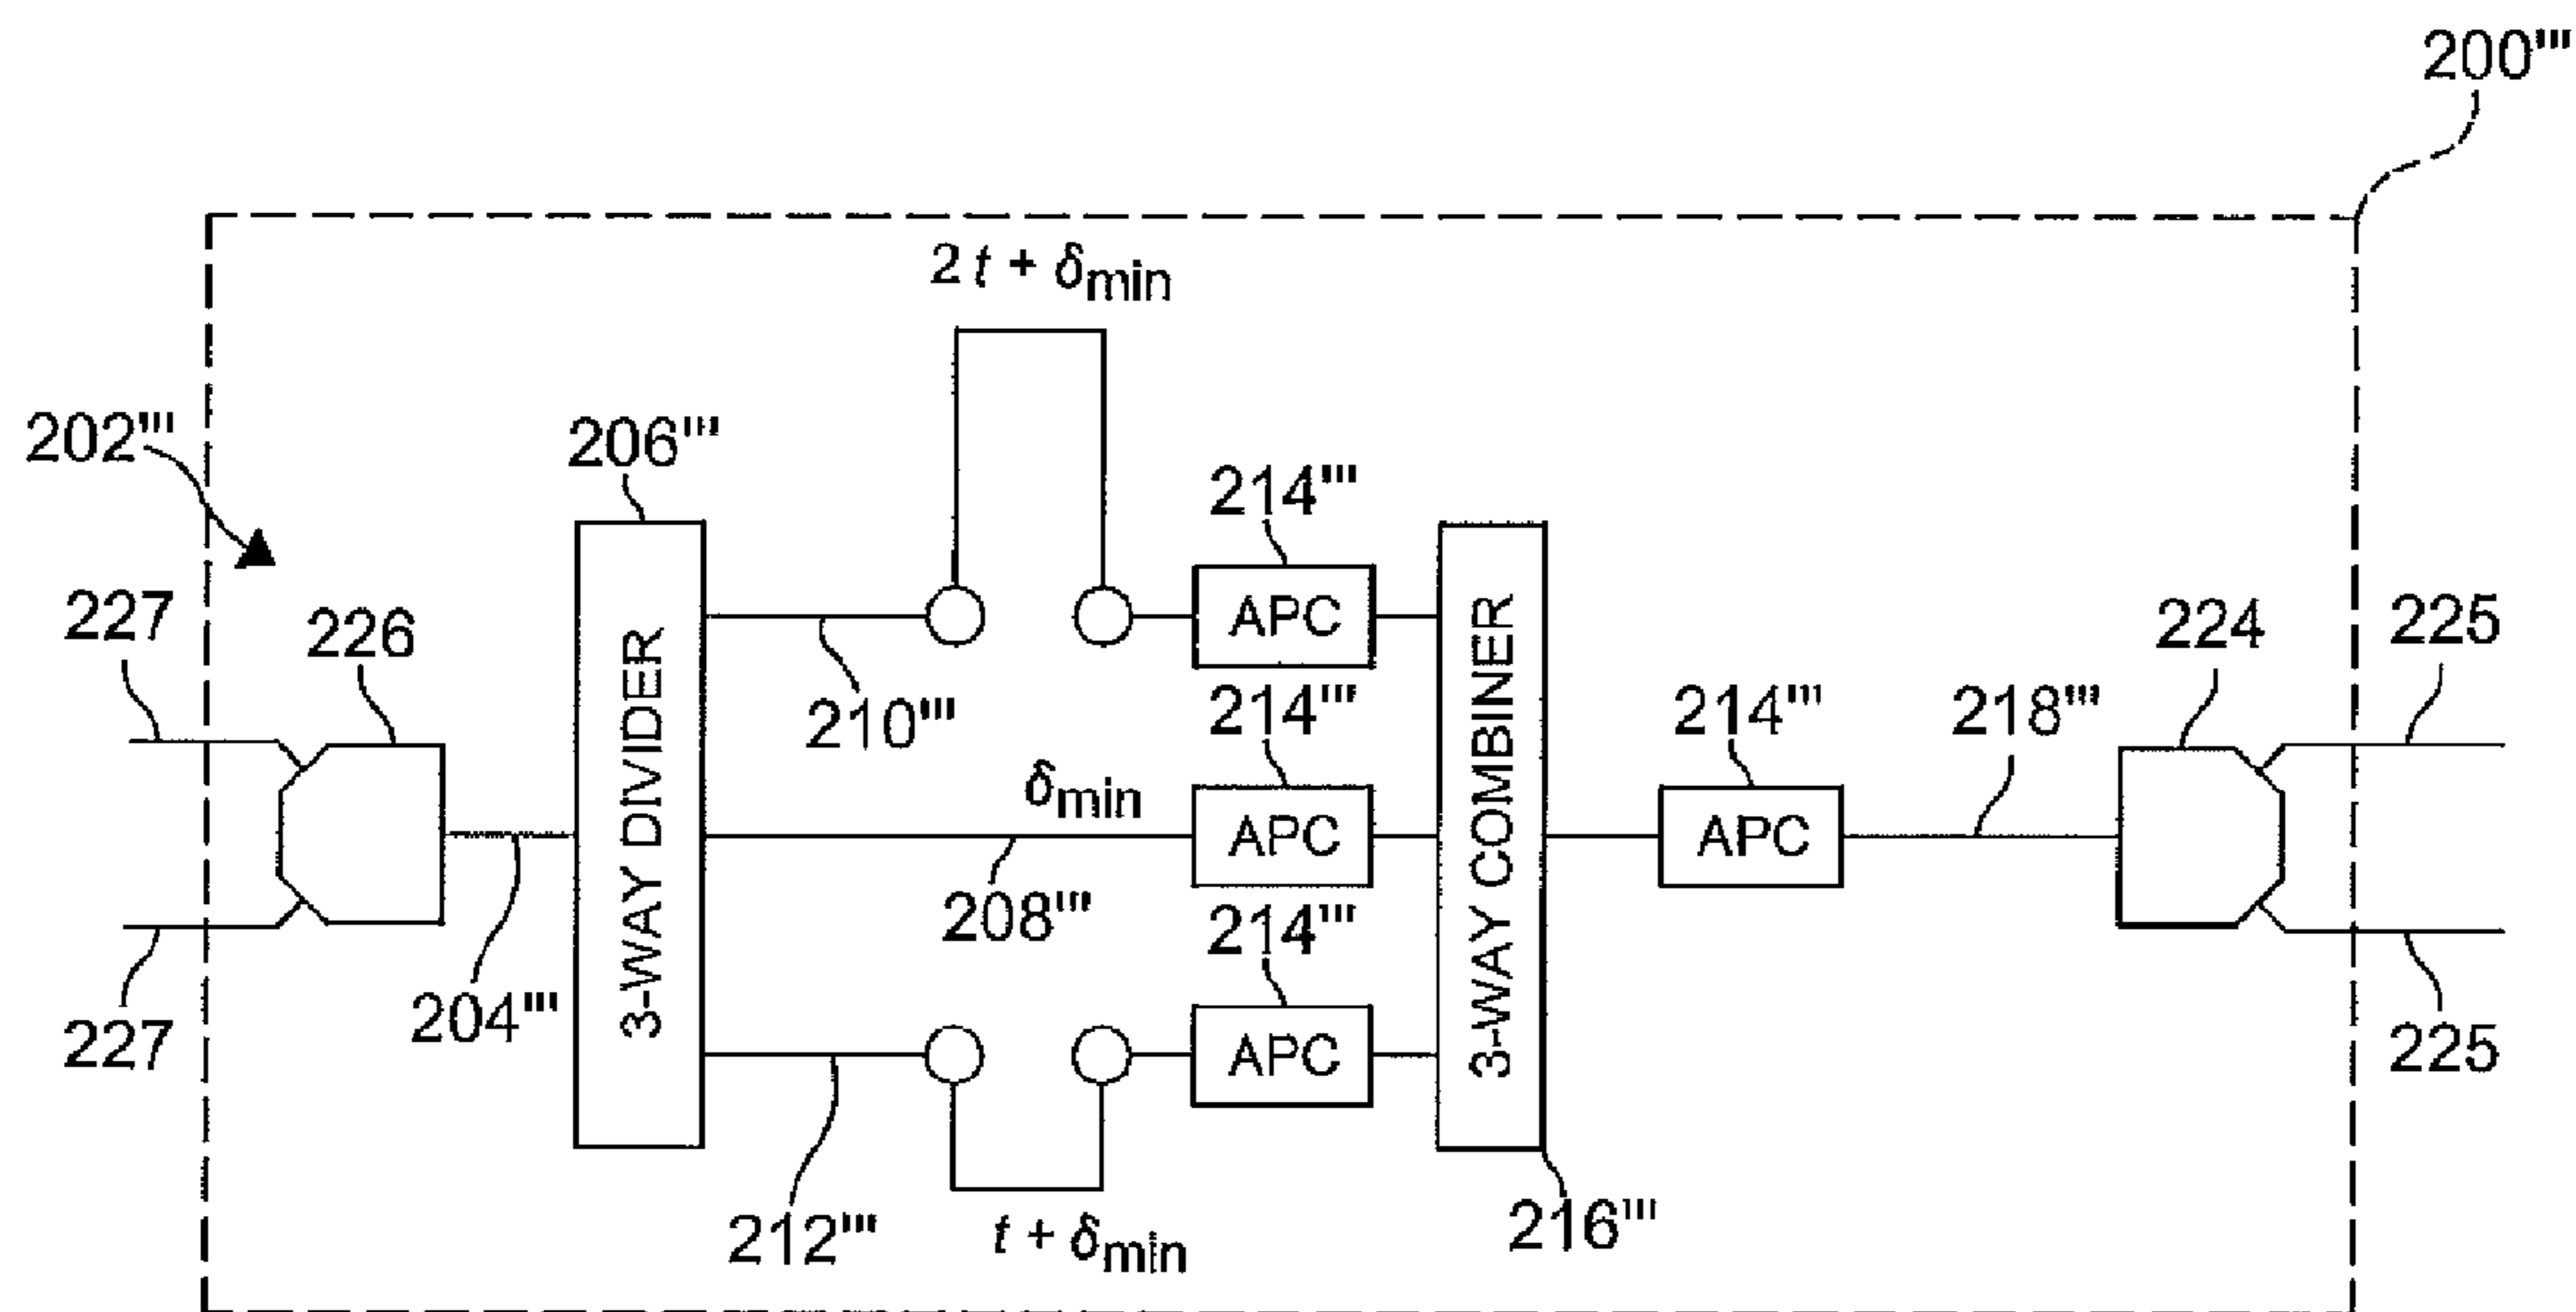 200'''
2t + δmin
202'''
206'''
214'''
227
226
3-WAY DIVIDER
APC
3-WAY COMBINER
224
225
210'''
214'''
214'''
218'''
δmin
APC
APC
208'''
214'''
204'''
227
APC
225
212'''
t + δmin
216'''